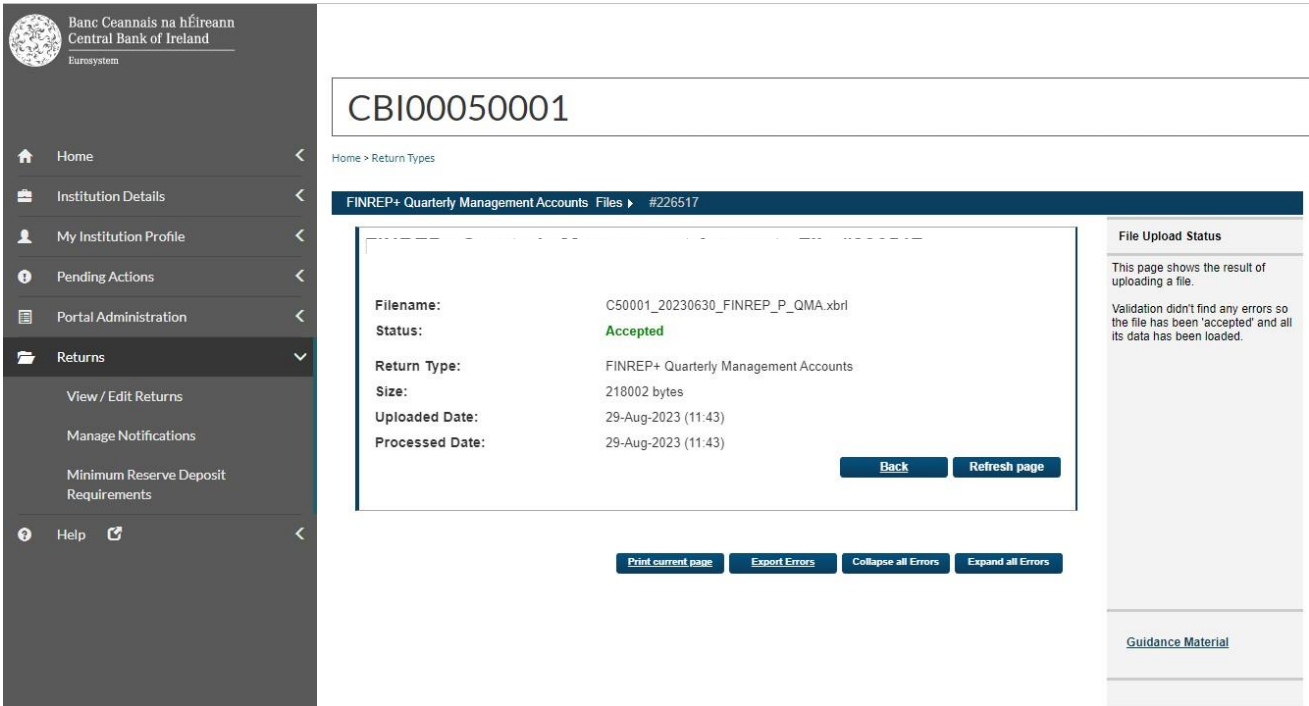 Banc Ceannais na hÉireann
Central Bank of Ireland
Eurosystem
CBI00050001
Home
Institution Details
My Institution Profile
Pending Actions
Portal Administration
Returns
View / Edit Returns
Manage Notifications
Minimum Reserve Deposit
Requirements
Help
Home > Return Types
FINREP+ Quarterly Management Accounts Files #226517
Filename: C50001_20230630_FINREP_P_QMA.xbrl
Status: Accepted
Return Type: FINREP+ Quarterly Management Accounts
Size: 218002 bytes
Uploaded Date: 29-Aug-2023 (11:43)
Processed Date: 29-Aug-2023 (11:43)
Back Refresh page
Print current page Export Errors Collapse all Errors Expand all Errors
File Upload Status
This page shows the result of
uploading a file.
Validation didn't find any errors so
the file has been 'accepted' and all
its data has been loaded.
Guidance Material